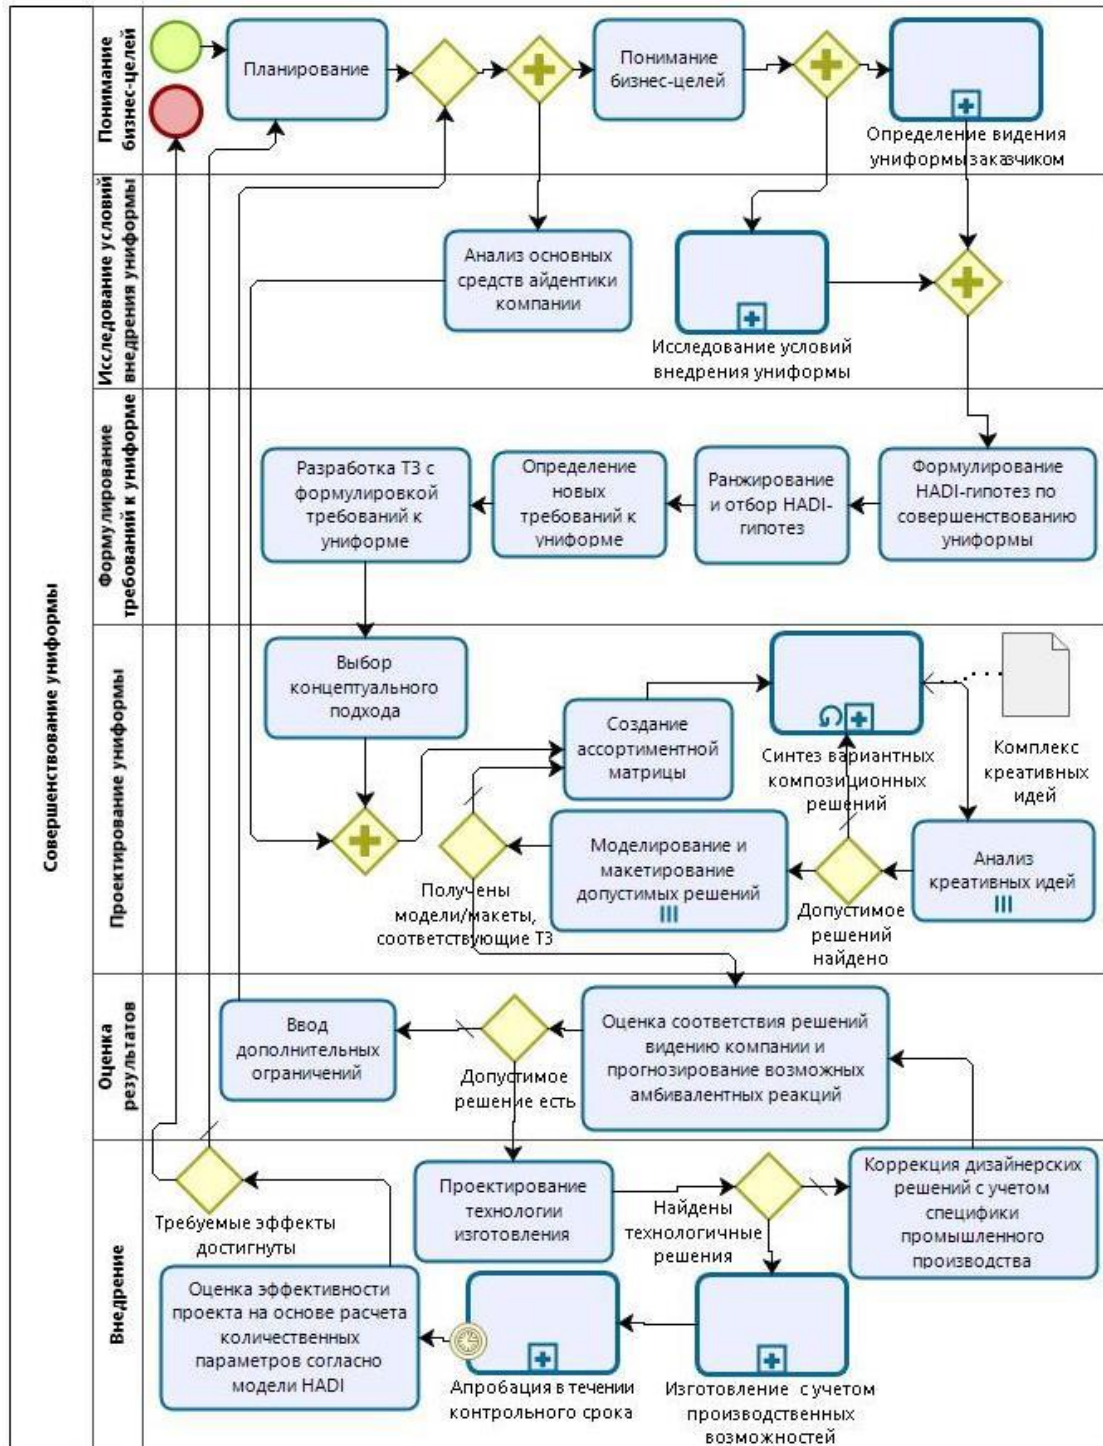 Совершенствование униформы
Понимание
бизнес-целей
Планирование
Понимание
бизнес-целей
Определение видения
униформы заказчиком
Исследование условий
внедрения униформы
Анализ основных
средств айдентики
компании
Исследование условий
внедрения униформы
Формулирование
требований к униформе
Разработка ТЗ с
формулировкой
требований к
униформе
Определение
новых
требований к
униформе
Ранжирование
и отбор HADI-
гипотез
Формулирование
HADI-гипотез по
совершенствованию
униформы
Проектирование униформы
Выбор
концептуального
подхода
Создание
ассортиментной
матрицы
Синтез вариантных
композиционных
решений
Комплекс
креативных
идей
Получены
модели/макеты,
соответствующие ТЗ
Моделирование и
макетирование
допустимых решений
Допустимое
решений
найдено
Анализ
креативных идей
Оценка
результатов
Ввод
дополнительных
ограничений
Допустимое
решение есть
Оценка соответствия решений
видению компании и
прогнозирование возможных
амбивалентных реакций
Внедрение
Требуемые эффекты
достигнуты
Проектирование
технологии
изготовления
Найдены
технологичные
решения
Коррекция дизайнерских
решений с учетом
специфики
промышленного
производства
Оценка эффективности
проекта на основе расчета
количественных
параметров согласно
модели HADI
Апробация в течении
контрольного срока
Изготовление с учетом
производственных
возможностей